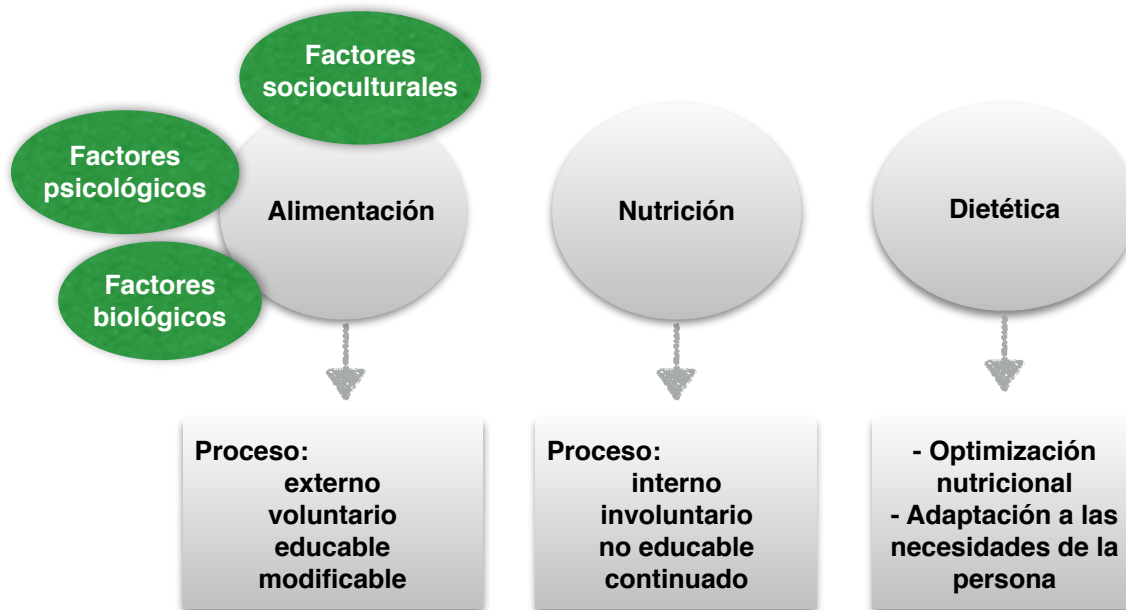 Factores
socioculturales
Factores
psicológicos
Factores
biológicos
Alimentación
Nutrición
Dietética
Proceso:
externo
voluntario
educable
modificable
Proceso:
interno
involuntario
no educable
continuado
- Optimización
nutricional
- Adaptación a las
necesidades de la
persona